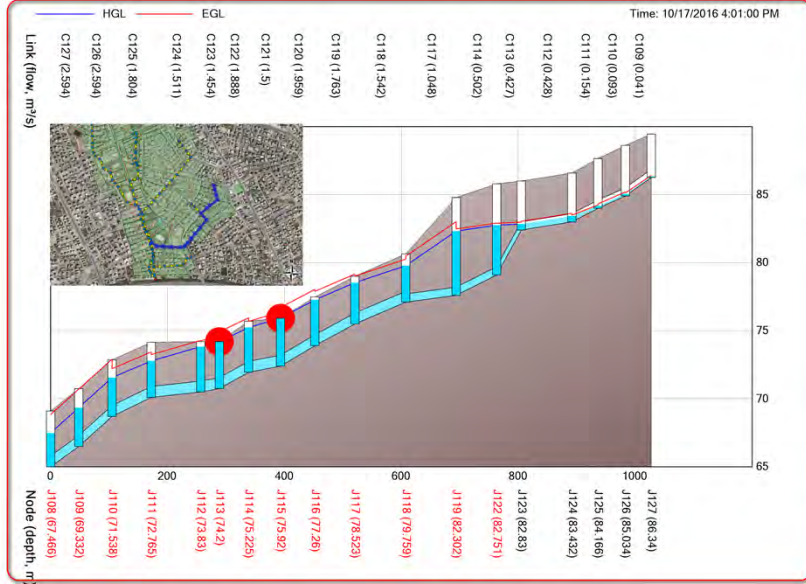 HGL
EGL
Time: 10/17/2016 4:01:00 PM
Link (flow, m³/s)
C127 (2.594)
C126 (2.594)
C125 (1.804)
C124 (1.511)
C123 (1.454)
C122 (1.888)
C121 (1.5)
C120 (1.959)
C119 (1.763)
C118 (1.542)
C117 (1.048)
C114 (0.502)
C113 (0.427)
C112 (0.428)
C111 (0.154)
C110 (0.093)
C109 (0.041)
85
80
75
70
65
0
200
400
600
800
1000
Node (depth, m)
J108 (67.466)
J109 (69.332)
J110 (71.538)
J111 (72.765)
J112 (73.83)
J113 (74.2)
J114 (75.225)
J115 (75.92)
J116 (77.26)
J117 (78.523)
J118 (79.759)
J119 (82.302)
J122 (82.751)
J123 (82.83)
J124 (83.432)
J125 (84.166)
J126 (85.034)
J127 (86.34)